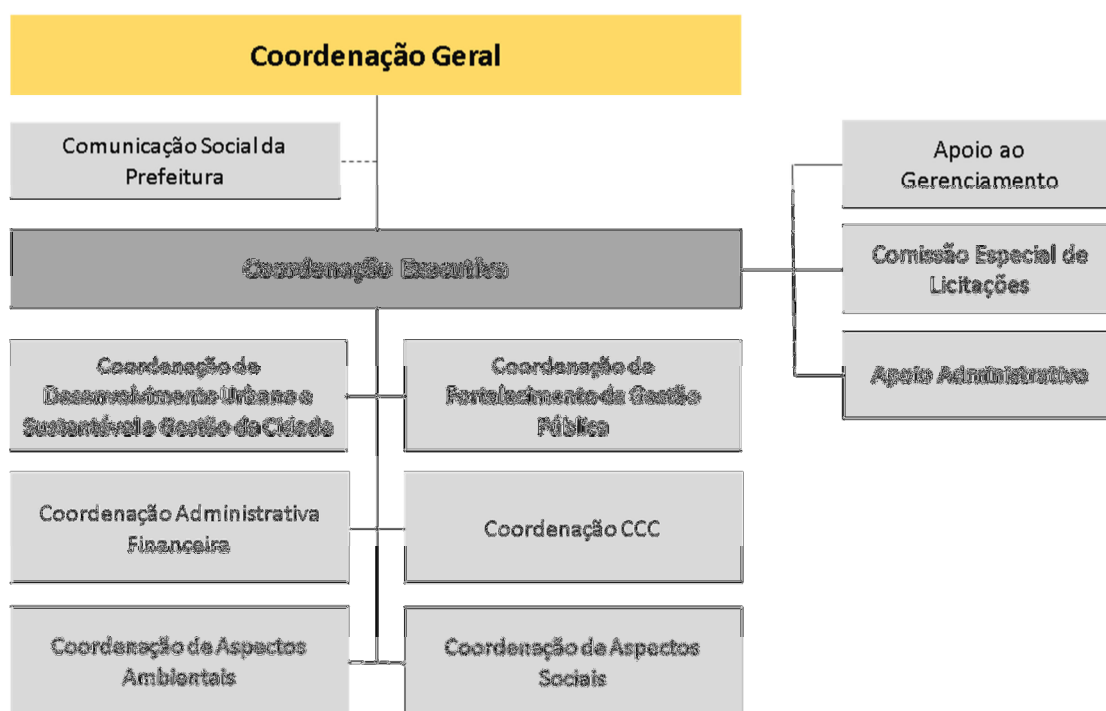 Coordenação Geral
Comunicação Social da
Prefeitura
Apoio ao
Gerenciamento
Coordenação Executiva
Comissão Especial de
Licitações
Apoio Administrativo
Coordenação de
Desenvolvimento Urbano e
Sustentável e Gestão da Cidade
Coordenação de
Fortalecimento da Gestão
Pública
Coordenação Administrativa
Financeira
Coordenação CCC
Coordenação de Aspectos
Ambientais
Coordenação de Aspectos
Sociais